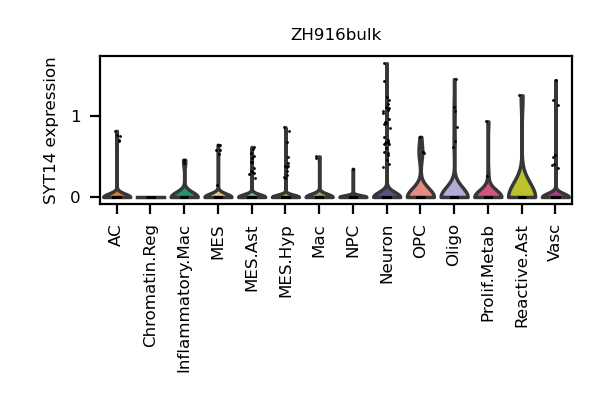 ZH916bulk
SYT14 expression
1
0
AC
Chromatin.Reg
Inflammatory.Mac
MES
MES.Ast
MES.Hyp
Mac
NPC
Neuron
OPC
Oligo
Prolif.Metab
Reactive.Ast
Vasc